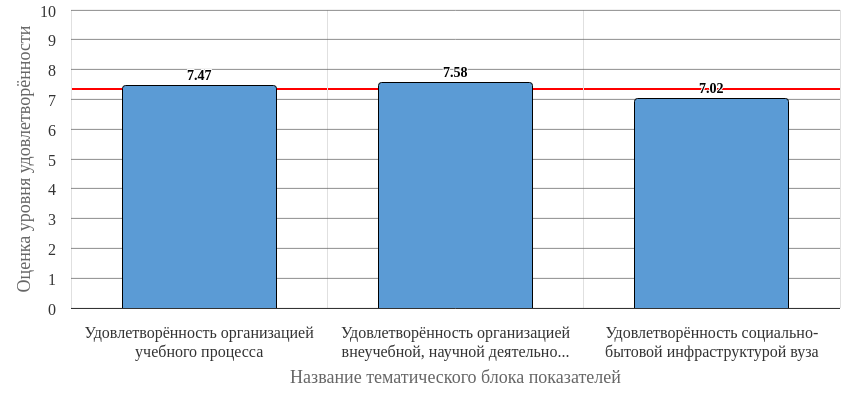 Оценка уровня удовлетворённости
10
9
8
7
6
5
4
3
2
1
0
7.47
7.58
7.02
Удовлетворённость организацией
учебного процесса
Удовлетворённость организацией
внеучебной, научной деятельно...
Удовлетворённость социально-
бытовой инфраструктурой вуза
Название тематического блока показателей